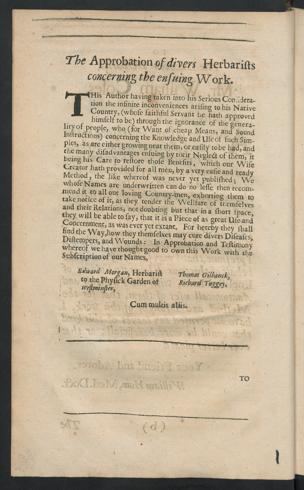 The Approbation of divers Herbarists
concerning the ensuing Work.
THis Author having taken into his Serious Considera-
tion the infinite inconveniences arising to his Native
Country, (whose faithful Servant he hath approved
himself to be) through the ignorance of the genera-
lity of people, who (for Want of cheap Means, and Sound
Instructions) concerning the Knowledge and Use of such Sim-
ples, as are either growing near them, or easily to be had, and
the many disadvantages ensuing by their Neglect of them, it
being his Care to restore those Benefits, which our Wise
Creator hath provided for all men, by a very easie and ready
Method, the like whereof was never yet published; We
whose Names are underwritten can do no lesse then recom-
mend it to all our loving Country-men, exhorting them to
take notice of it, as they tender the Welfare of themselves
and their Relations, not doubting but that in a short space,
they will be able to say, that it is a Piece of as great Use and
Concernment, as was ever yet extant, For hereby they shall
find the Way, how they themselves may cure divers Diseases,
Distempers, and Wounds: In Approbation and Testimony
whereof we have thought good to own this Work with the
Subscription of our Names,
Edward Morgan, Herbarist
to the Physick Garden of
Westminster,
Thomas Gilbanck,
Richard Tuggey,
Cum multis aliis.
TO